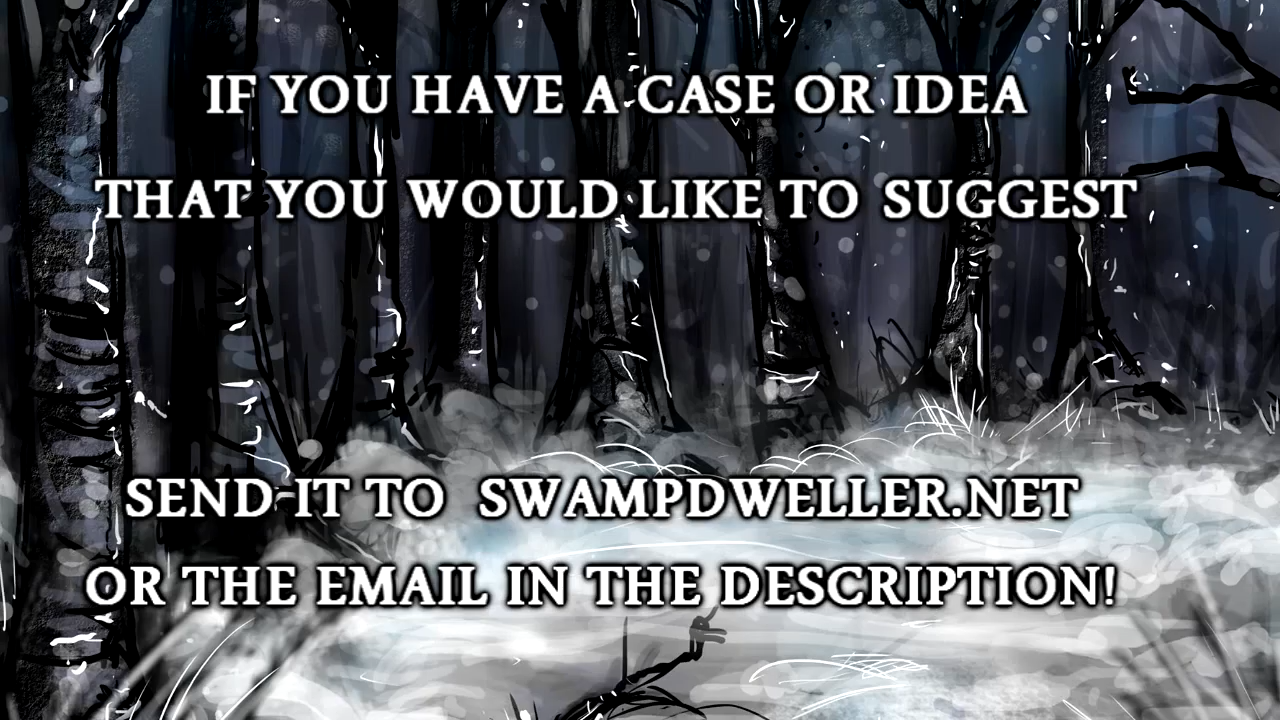 IF YOU HAVE A CASE OR IDEA
THAT YOU WOULD LIKE TO SUGGEST
SEND IT TO SWAMPDWELLER.NET
OR THE EMAIL IN THE DESCRIPTION!